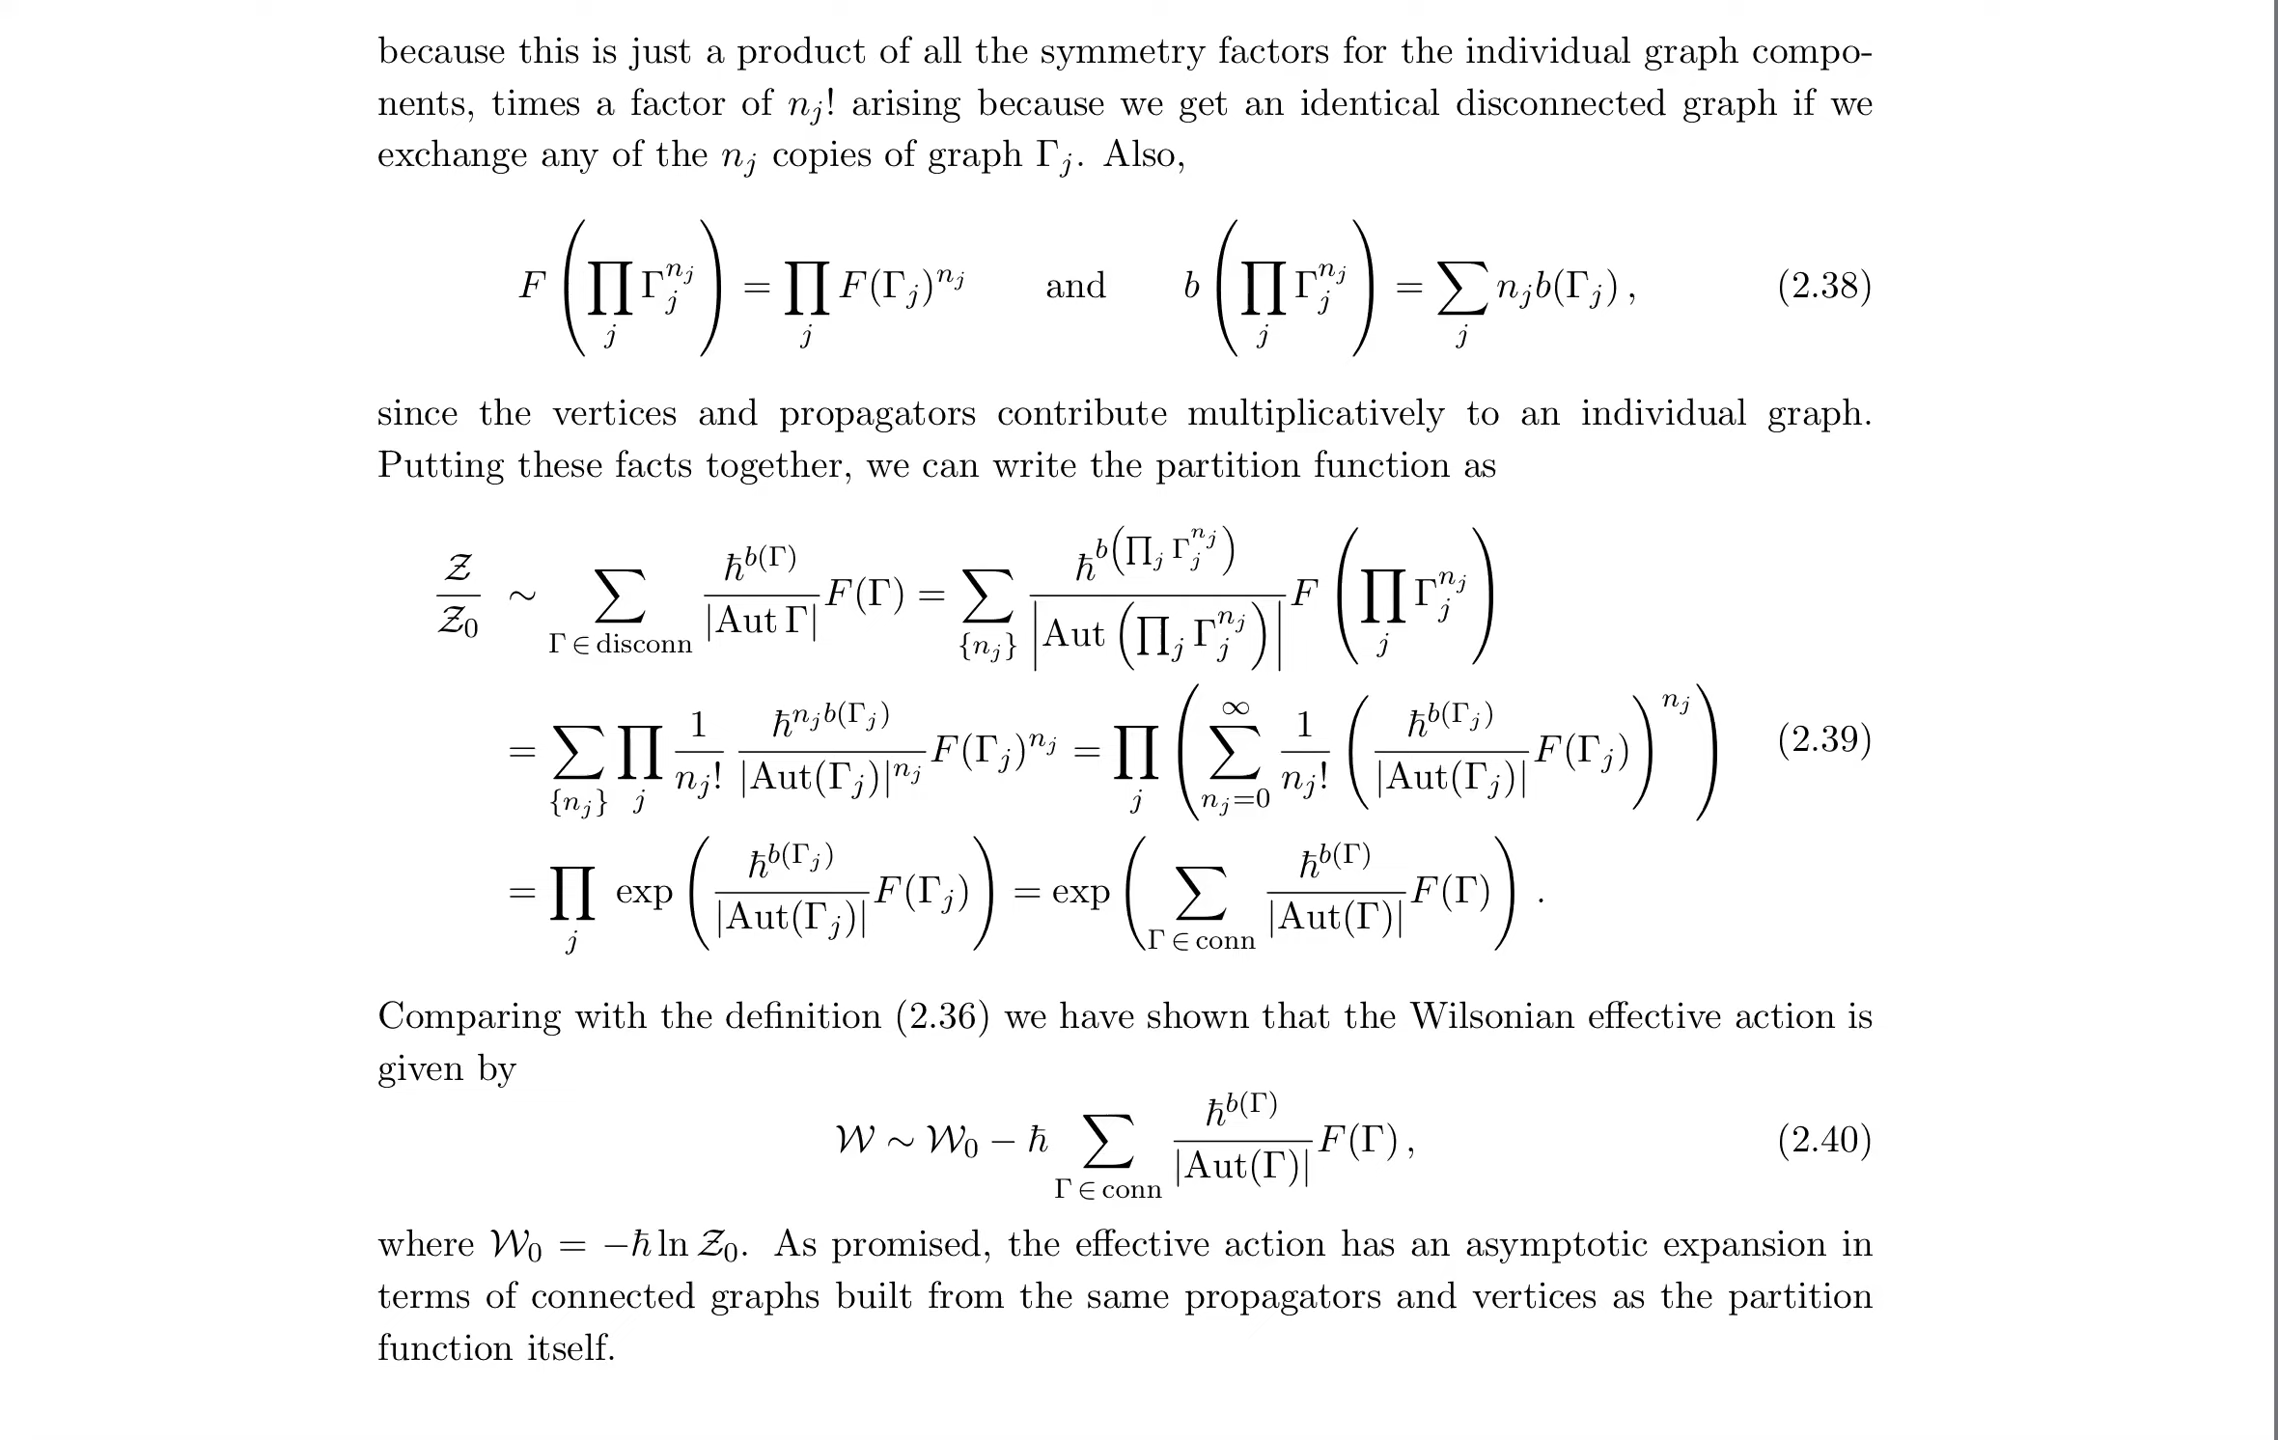 because this is just a product of all the symmetry factors for the individual graph compo-
nents, times a factor of n_j! arising because we get an identical disconnected graph if we
exchange any of the n_j copies of graph Γ_j. Also,
F(∏_j Γ_j^{n_j}) = ∏_j F(Γ_j)^{n_j} and b(∏_j Γ_j^{n_j}) = ∑_j n_j b(Γ_j) , (2.38)
since the vertices and propagators contribute multiplicatively to an individual graph.
Putting these facts together, we can write the partition function as
𝒵/𝒵_0 ∼ ∑_{Γ ∈ disconn} ħ^{b(Γ)}/|Aut Γ| F(Γ) = ∑_{{n_j}} ħ^{b(∏_j Γ_j^{n_j})}/|Aut (∏_j Γ_j^{n_j})| F(∏_j Γ_j^{n_j})
= ∑_{{n_j}} ∏_j 1/n_j! ħ^{n_j b(Γ_j)}/|Aut(Γ_j)|^{n_j} F(Γ_j)^{n_j} = ∏_j (∑_{n_j=0}^∞ 1/n_j! (ħ^{b(Γ_j)}/|Aut(Γ_j)| F(Γ_j))^{n_j}) (2.39)
= ∏_j exp(ħ^{b(Γ_j)}/|Aut(Γ_j)| F(Γ_j)) = exp(∑_{Γ ∈ conn} ħ^{b(Γ)}/|Aut(Γ)| F(Γ)) .
Comparing with the definition (2.36) we have shown that the Wilsonian effective action is
given by
𝒲 ∼ 𝒲_0 − ħ ∑_{Γ ∈ conn} ħ^{b(Γ)}/|Aut(Γ)| F(Γ) , (2.40)
where 𝒲_0 = −ħ ln 𝒵_0. As promised, the effective action has an asymptotic expansion in
terms of connected graphs built from the same propagators and vertices as the partition
function itself.